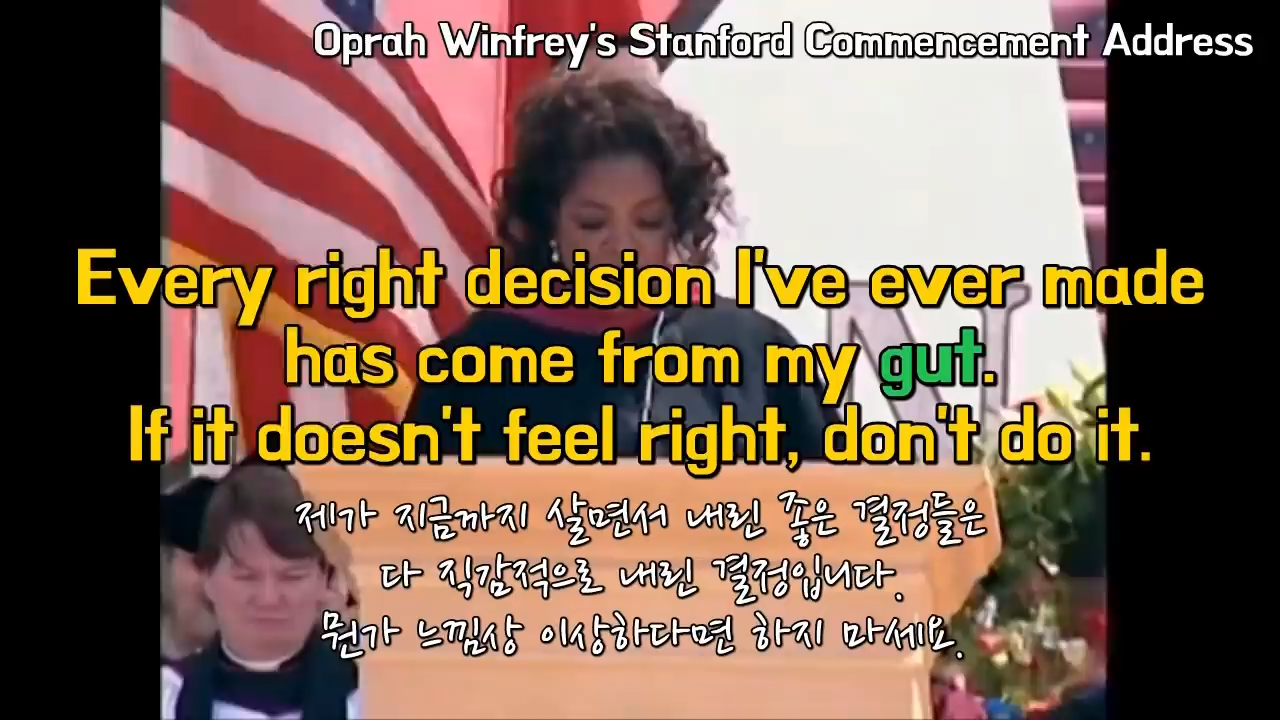 Oprah Winfrey's Stanford Commencement Address
Every right decision I've ever made
has come from my gut.
If it doesn't feel right, don't do it.
제가 지금까지 살면서 내린 좋은 결정들은
다 직감적으로 내린 결정입니다.
뭔가 느낌상 이상하다면 하지 마세요.